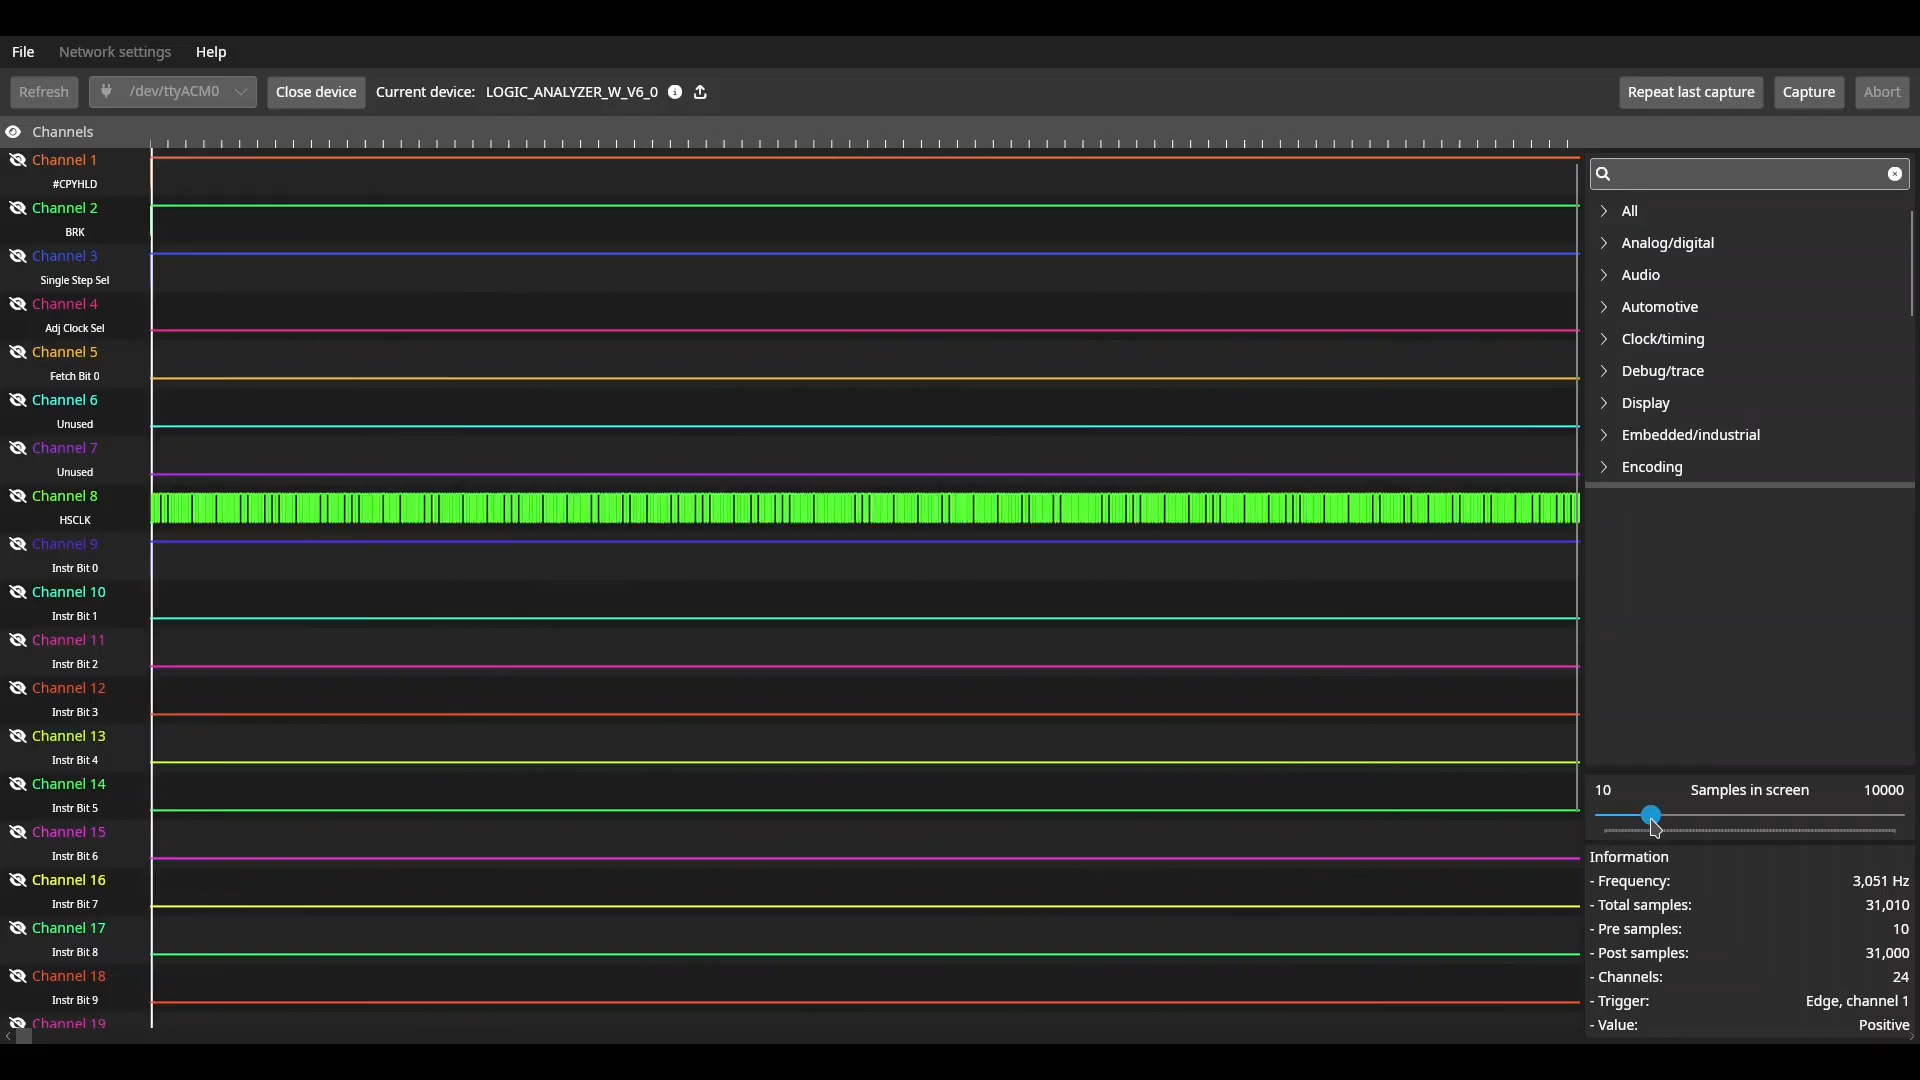 File Network settings Help
Refresh /dev/ttyACM0 Close device Current device: LOGIC_ANALYZER_W_V6_0 Repeat last capture Capture Abort
Channels
Channel 1
#CPYHLD
Channel 2
BRK
Channel 3
Single Step Sel
Channel 4
Adj Clock Sel
Channel 5
Fetch Bit 0
Channel 6
Unused
Channel 7
Unused
Channel 8
HSCLK
Channel 9
Instr Bit 0
Channel 10
Instr Bit 1
Channel 11
Instr Bit 2
Channel 12
Instr Bit 3
Channel 13
Instr Bit 4
Channel 14
Instr Bit 5
Channel 15
Instr Bit 6
Channel 16
Instr Bit 7
Channel 17
Instr Bit 8
Channel 18
Instr Bit 9
Channel 19
All
Analog/digital
Audio
Automotive
Clock/timing
Debug/trace
Display
Embedded/industrial
Encoding
10 Samples in screen 10000
Information
- Frequency: 3,051 Hz
- Total samples: 31,010
- Pre samples: 10
- Post samples: 31,000
- Channels: 24
- Trigger: Edge, channel 1
- Value: Positive